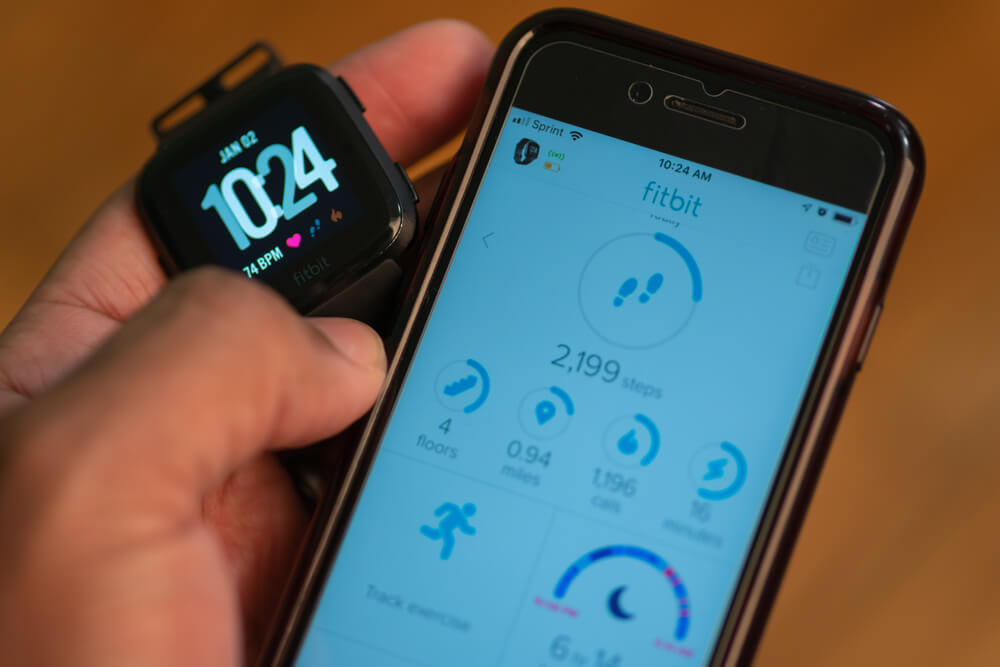 JAN 02
10:24
74 BPM
fitbit
Sprint
10:24 AM
fitbit
Today
2,199 steps
4
floors
0.94
miles
1,196
cals
16
minutes
Track exercise